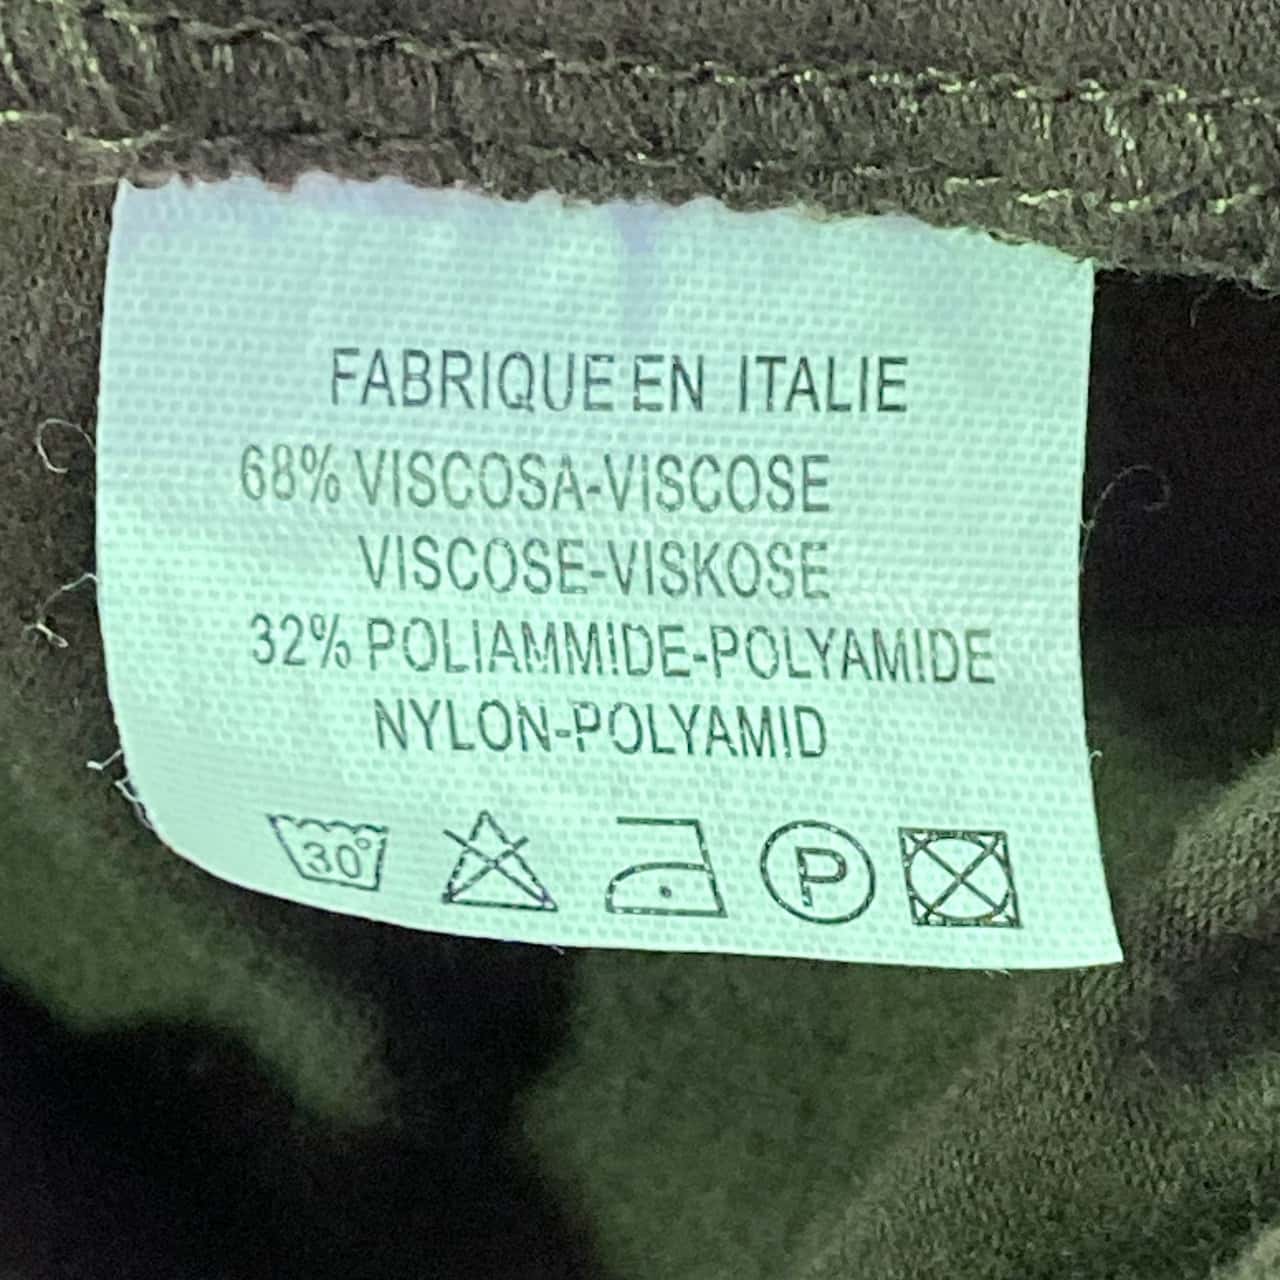 FABRIQUE EN ITALIE
68% VISCOSA-VISCOSE
VISCOSE-VISKOSE
32% POLIAMMIDE-POLYAMIDE
NYLON-POLYAMID
30° P